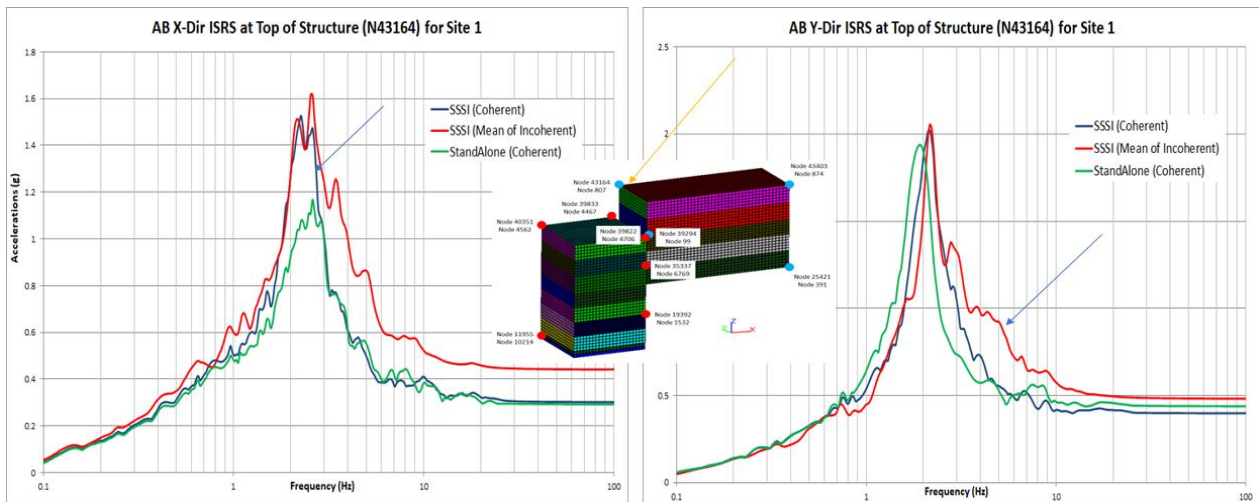 AB X-Dir ISRS at Top of Structure (N43164) for Site 1
1.8
1.6
1.4
1.2
1
0.8
0.6
0.4
0.2
0
Accelerations (g)
SSSI (Coherent)
SSSI (Mean of Incoherent)
StandAlone (Coherent)
0.1
1
10
100
Frequency (Hz)
Node 43164
Node 807
Node 43403
Node 874
Node 39833
Node 4467
Node 40351
Node 4562
Node 39822
Node 4706
Node 39294
Node 99
Node 35337
Node 6769
Node 25421
Node 391
Node 19392
Node 1532
Node 11955
Node 10214
Z
Y
X
AB Y-Dir ISRS at Top of Structure (N43164) for Site 1
2.5
2
0.5
0
SSSI (Coherent)
SSSI (Mean of Incoherent)
StandAlone (Coherent)
0.1
1
10
100
Frequency (Hz)